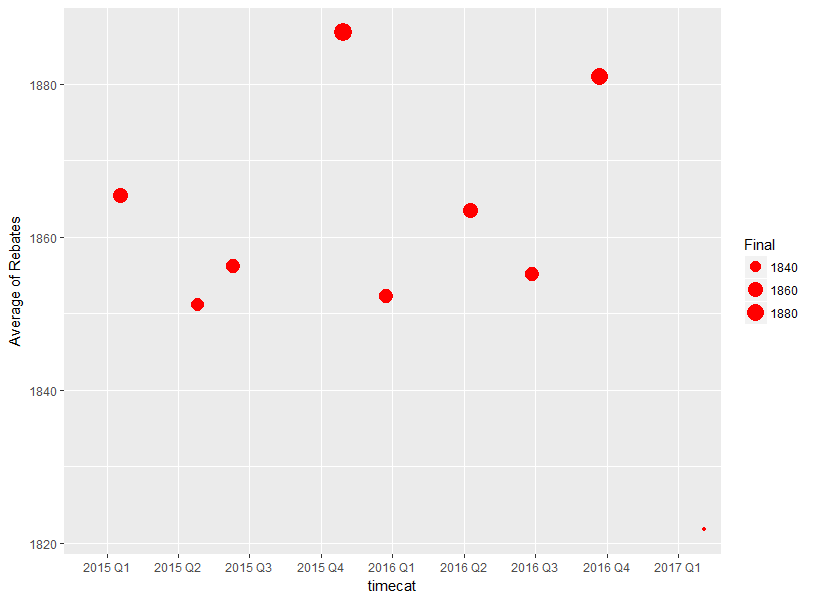 Average of Rebates
1880
1860
1840
1820
2015 Q1
2015 Q2
2015 Q3
2015 Q4
2016 Q1
2016 Q2
2016 Q3
2016 Q4
2017 Q1
timecat
Final
1840
1860
1880